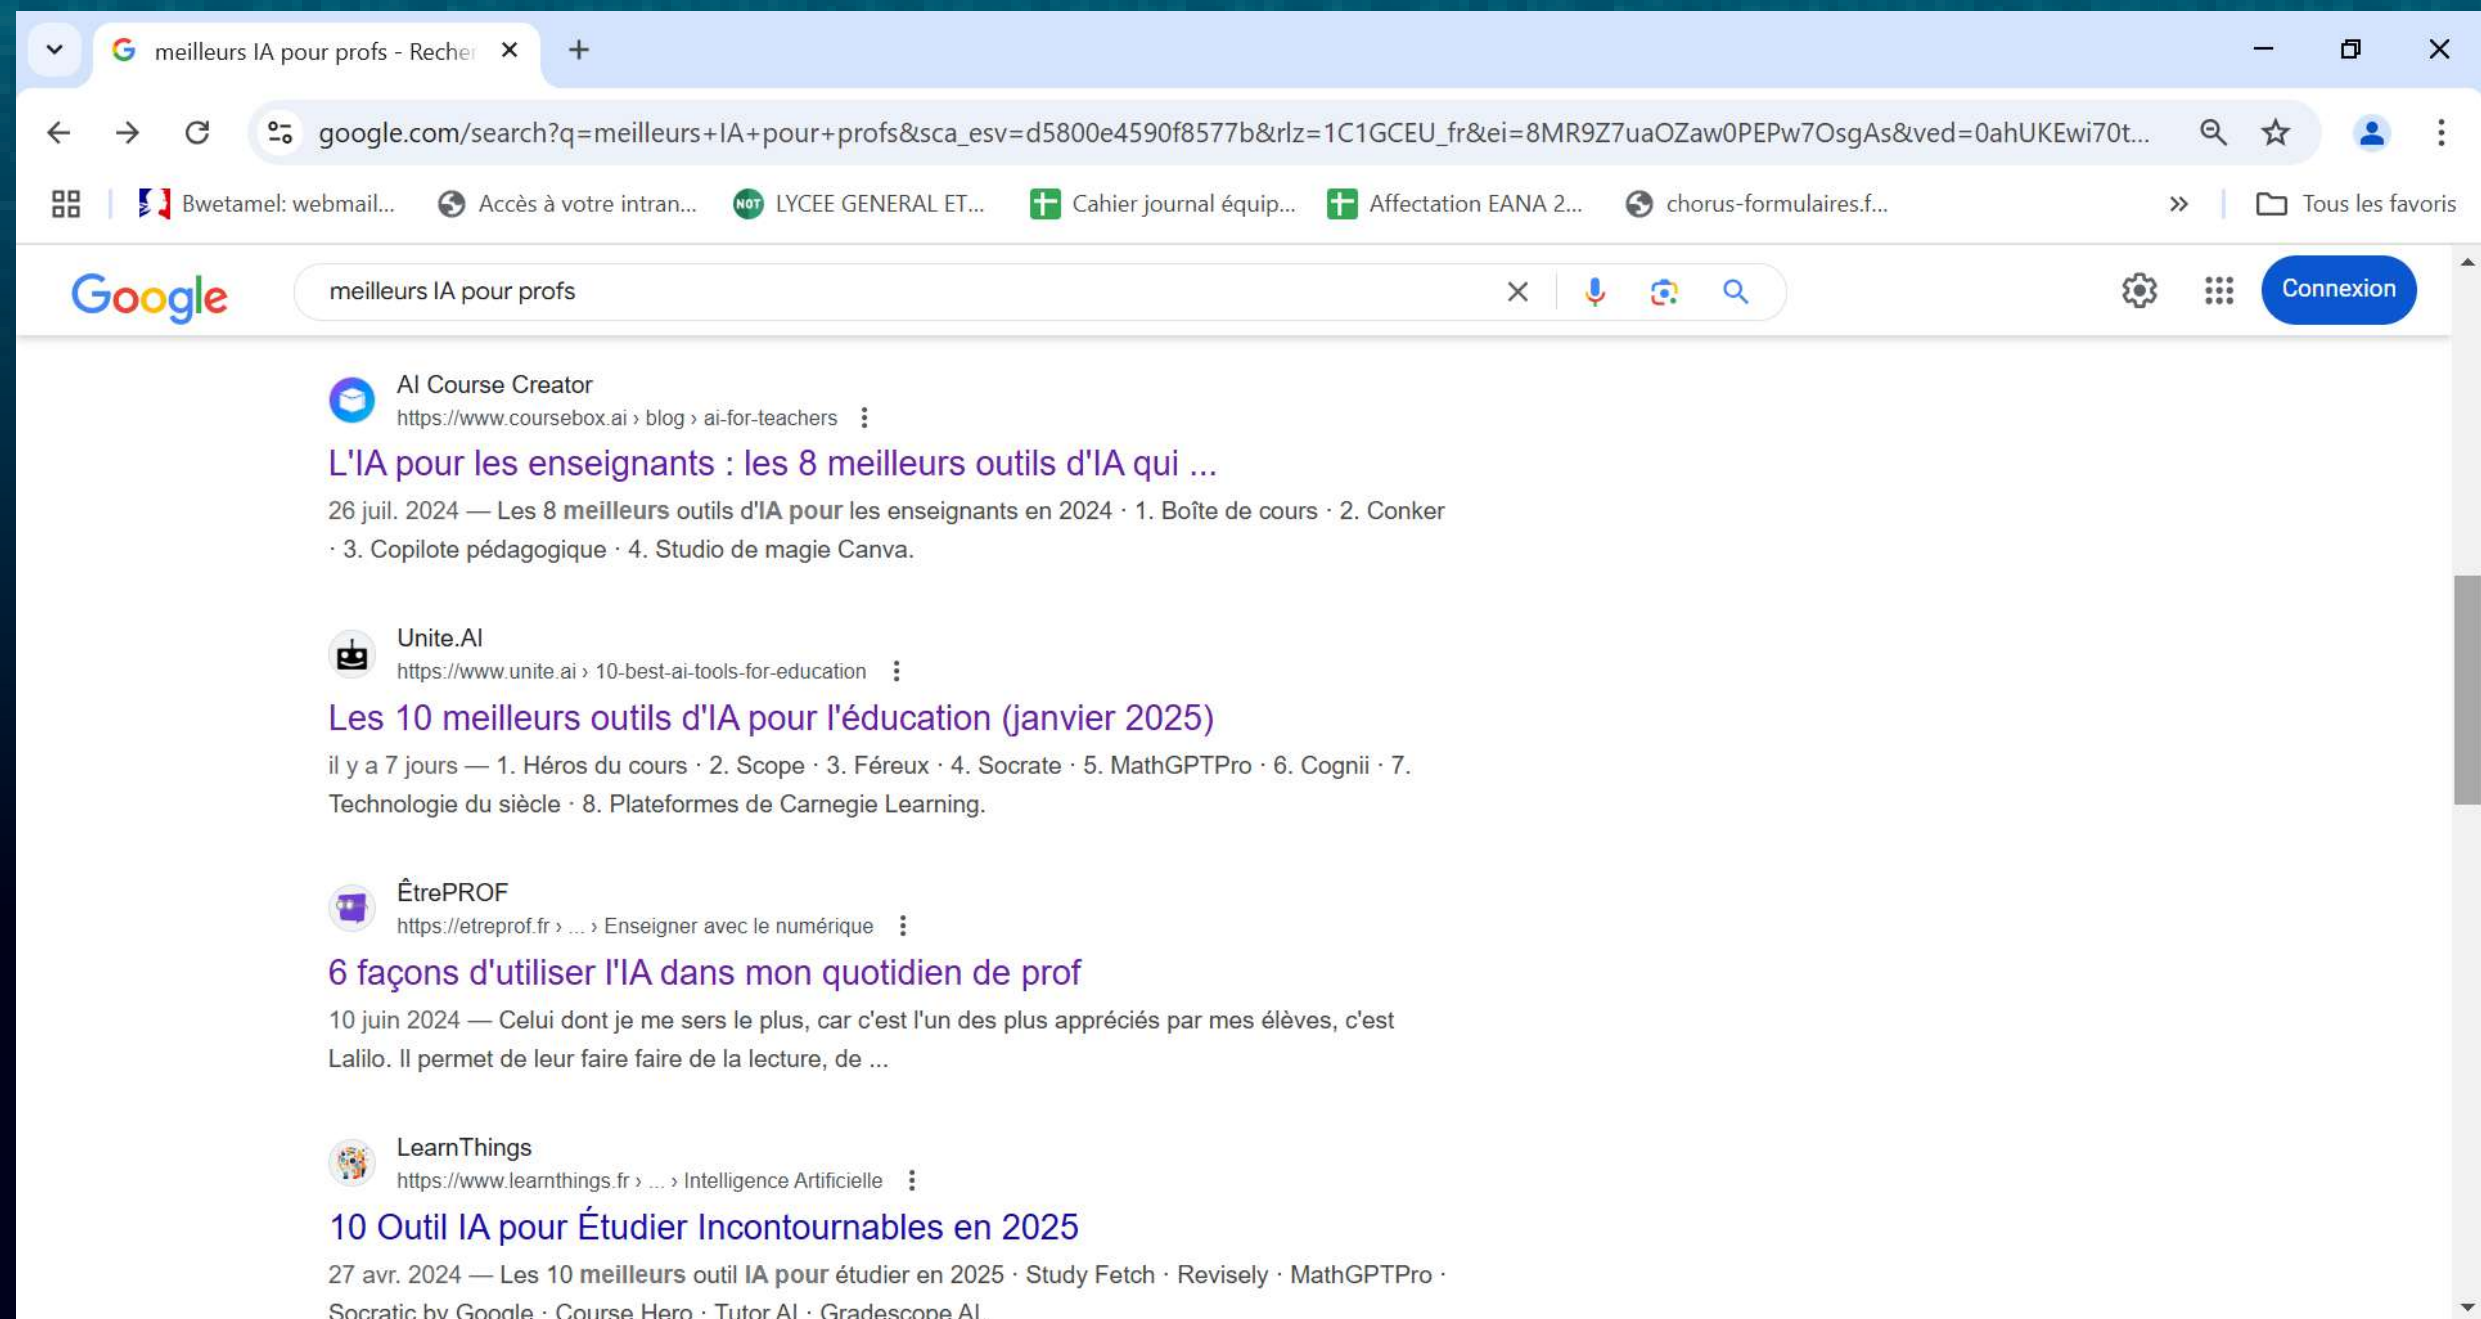 meilleurs IA pour profs - Recher
google.com/search?q=meilleurs+IA+pour+profs&sca_esv=d5800e4590f8577b&rlz=1C1GCEU_fr&ei=8MR9Z7uaOZaw0PEPw7OsgAs&ved=0ahUKEwi70t...
Bwetamel: webmail... Accès à votre intran... NOT LYCEE GENERAL ET... Cahier journal équip... Affectation EANA 2... chorus-formulaires.f... » Tous les favoris
Google meilleurs IA pour profs Connexion
AI Course Creator
https://www.coursebox.ai › blog › ai-for-teachers
L'IA pour les enseignants : les 8 meilleurs outils d'IA qui ...
26 juil. 2024 — Les 8 meilleurs outils d'IA pour les enseignants en 2024 · 1. Boîte de cours · 2. Conker
· 3. Copilote pédagogique · 4. Studio de magie Canva.
Unite.AI
https://www.unite.ai › 10-best-ai-tools-for-education
Les 10 meilleurs outils d'IA pour l'éducation (janvier 2025)
il y a 7 jours — 1. Héros du cours · 2. Scope · 3. Féreux · 4. Socrate · 5. MathGPTPro · 6. Cognii · 7.
Technologie du siècle · 8. Plateformes de Carnegie Learning.
ÊtrePROF
https://etreprof.fr › ... › Enseigner avec le numérique
6 façons d'utiliser l'IA dans mon quotidien de prof
10 juin 2024 — Celui dont je me sers le plus, car c'est l'un des plus appréciés par mes élèves, c'est
Lalilo. Il permet de leur faire faire de la lecture, de ...
LearnThings
https://www.learnthings.fr › ... › Intelligence Artificielle
10 Outil IA pour Étudier Incontournables en 2025
27 avr. 2024 — Les 10 meilleurs outil IA pour étudier en 2025 · Study Fetch · Revisely · MathGPTPro ·
Socratic by Google · Course Hero · Tutor AI · Gradescope AI.